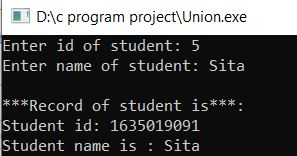 D:\c program project\Union.exe
Enter id of student: 5
Enter name of student: Sita
***Record of student is***:
Student id: 1635019091
Student name is : Sita